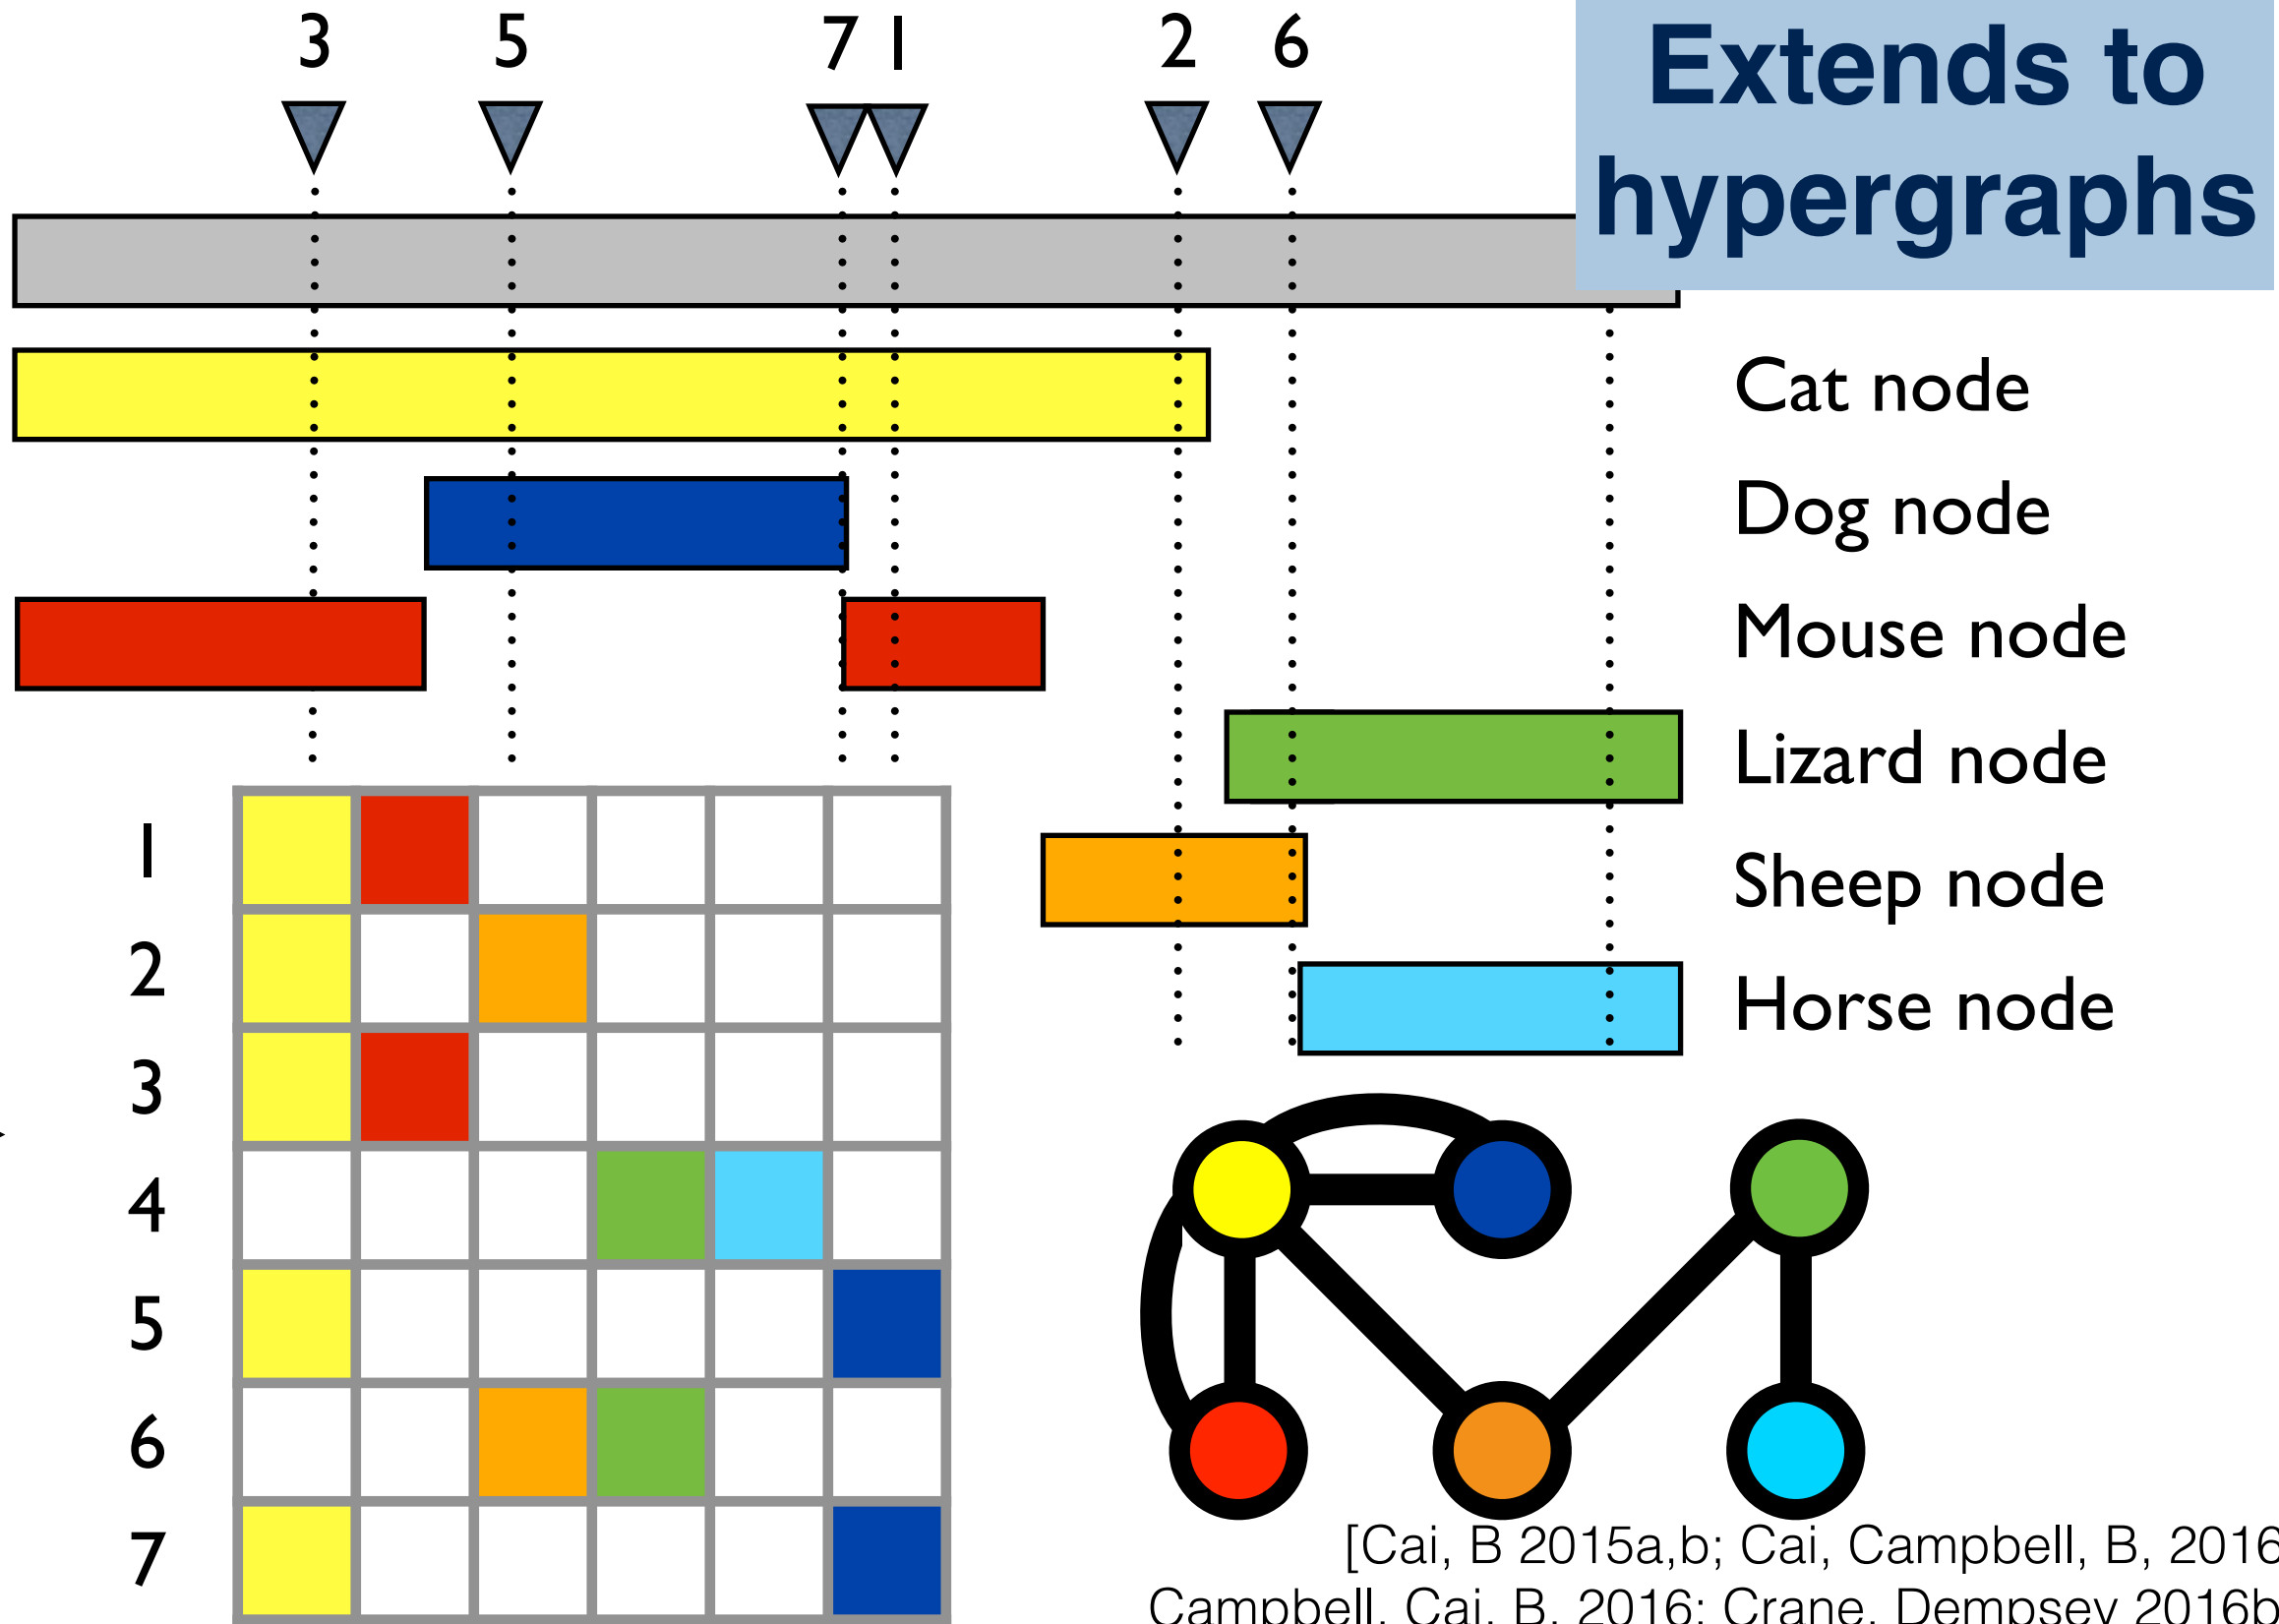 3 5 7 1 2 6
Extends to
hypergraphs
Cat node
Dog node
Mouse node
Lizard node
Sheep node
Horse node
1
2
3
4
5
6
7
[Cai, B 2015a,b; Cai, Campbell, B, 2016
Campbell, Cai, B, 2016; Crane, Dempsey 2016b